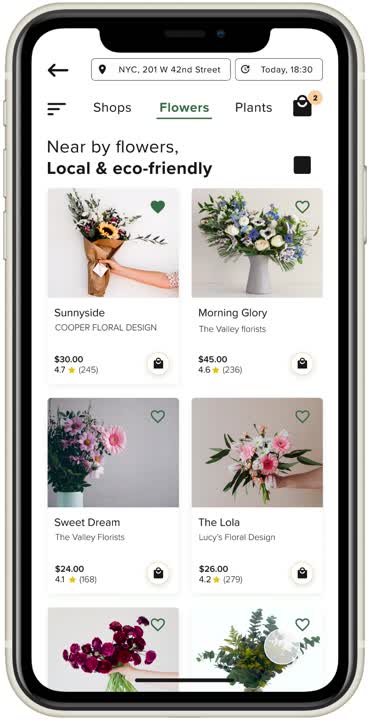 NYC, 201 W 42nd Street
Today, 18:30
Shops
Flowers
Plants
2
Near by flowers,
Local & eco-friendly
Sunnyside
COOPER FLORAL DESIGN
$30.00
4.7 (245)
Morning Glory
The Valley florists
$45.00
4.6 (236)
Sweet Dream
The Valley Florists
$24.00
4.1 (168)
The Lola
Lucy's Floral Design
$26.00
4.2 (279)